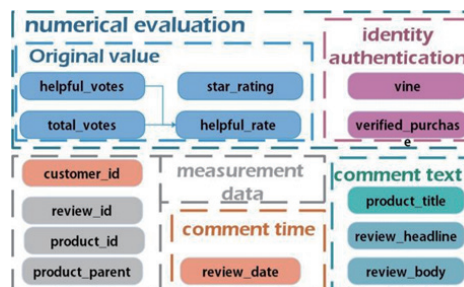 numerical evaluation
Original value
helpful_votes
star_rating
total_votes
helpful_rate
identity
authentication
vine
verified_purchas
e
customer_id
review_id
product_id
product_parent
measurement
data
comment time
review_date
comment text
product_title
review_headline
review_body